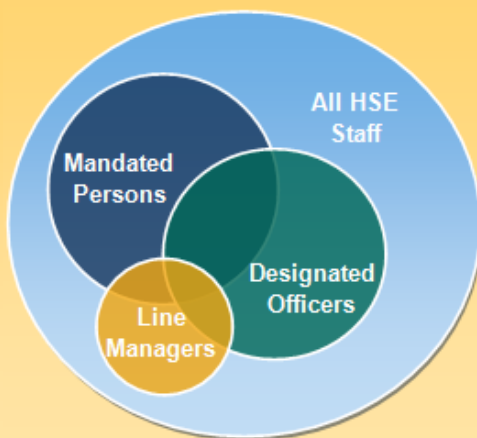 All HSE
Staff
Mandated
Persons
Designated
Officers
Line
Managers